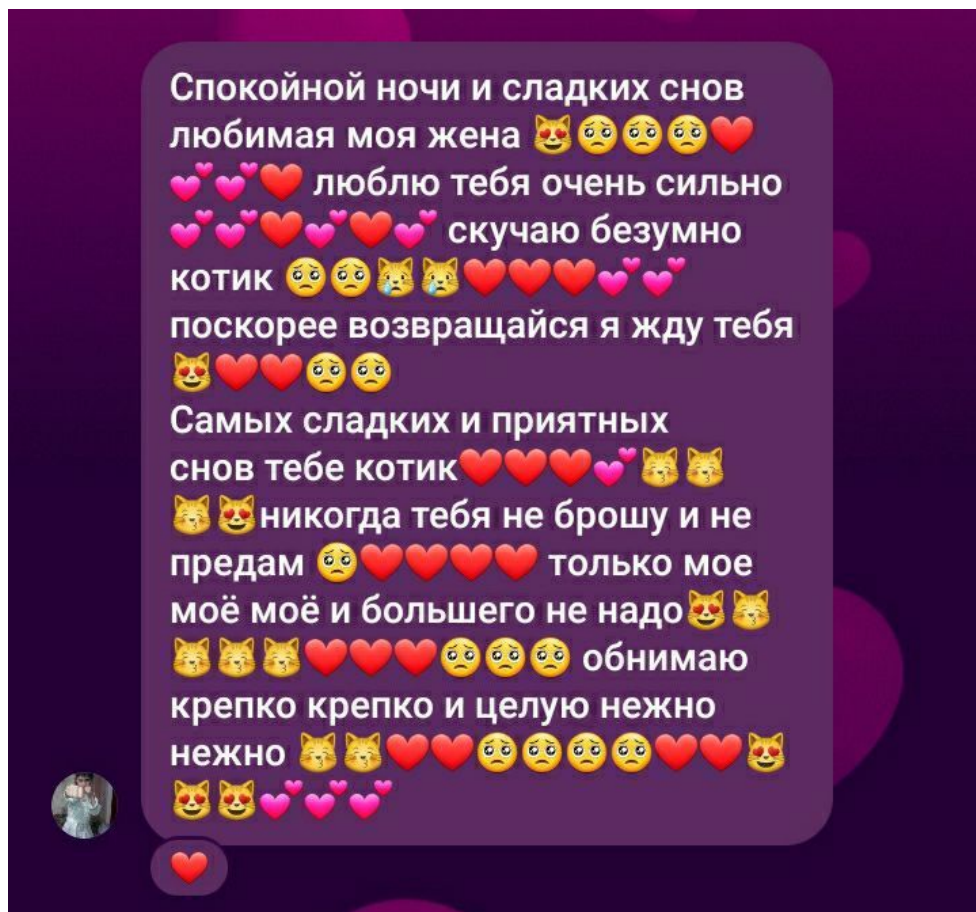 Спокойной ночи и сладких снов
любимая моя жена 😻🥺🥺🥺❤️
💕💕❤️ люблю тебя очень сильно
💕💕❤️💕❤️💕 скучаю безумно
котик 🥺🥺😿😿❤️❤️❤️💕💕
поскорее возвращайся я жду тебя
😻❤️❤️🥺🥺
Самых сладких и приятных
снов тебе котик❤️❤️❤️💕😽😽
😽😻никогда тебя не брошу и не
предам 🥺❤️❤️❤️❤️ только мое
моё моё и большего не надо😻😽
😽😽😽❤️❤️❤️🥺🥺🥺 обнимаю
крепко крепко и целую нежно
нежно 😽😽❤️❤️🥺🥺🥺🥺❤️❤️😻
😻😻💕💕💕
❤️